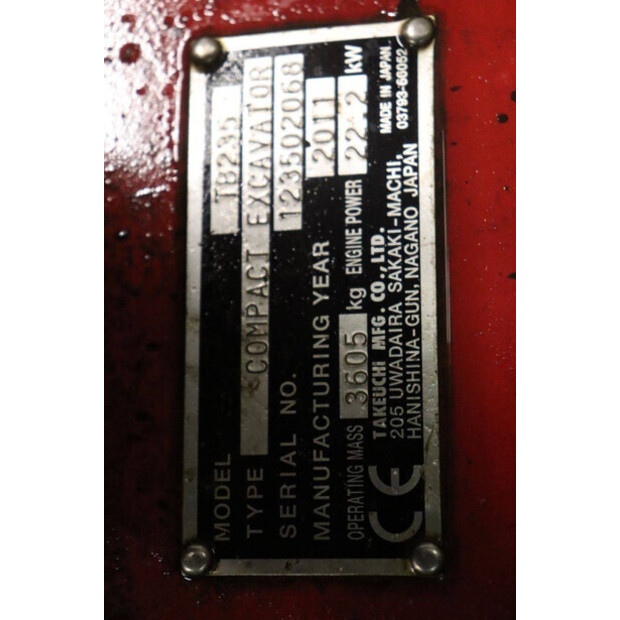 MODEL TB235
TYPE COMPACT EXCAVATOR
SERIAL NO. 123502068
MANUFACTURING YEAR 2011
OPERATING MASS 3605 kg ENGINE POWER 22.2 kW
CE TAKEUCHI MFG. CO., LTD. MADE IN JAPAN.
205 UWADAIRA SAKAKI-MACHI, 03793-60052
HANISHINA-GUN, NAGANO JAPAN